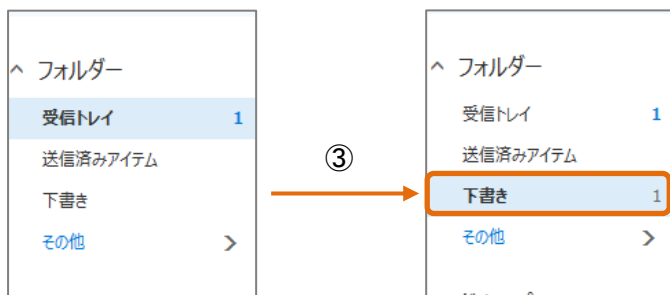 フォルダー
受信トレイ 1
送信済みアイテム
下書き
その他
③
フォルダー
受信トレイ 1
送信済みアイテム
下書き 1
その他